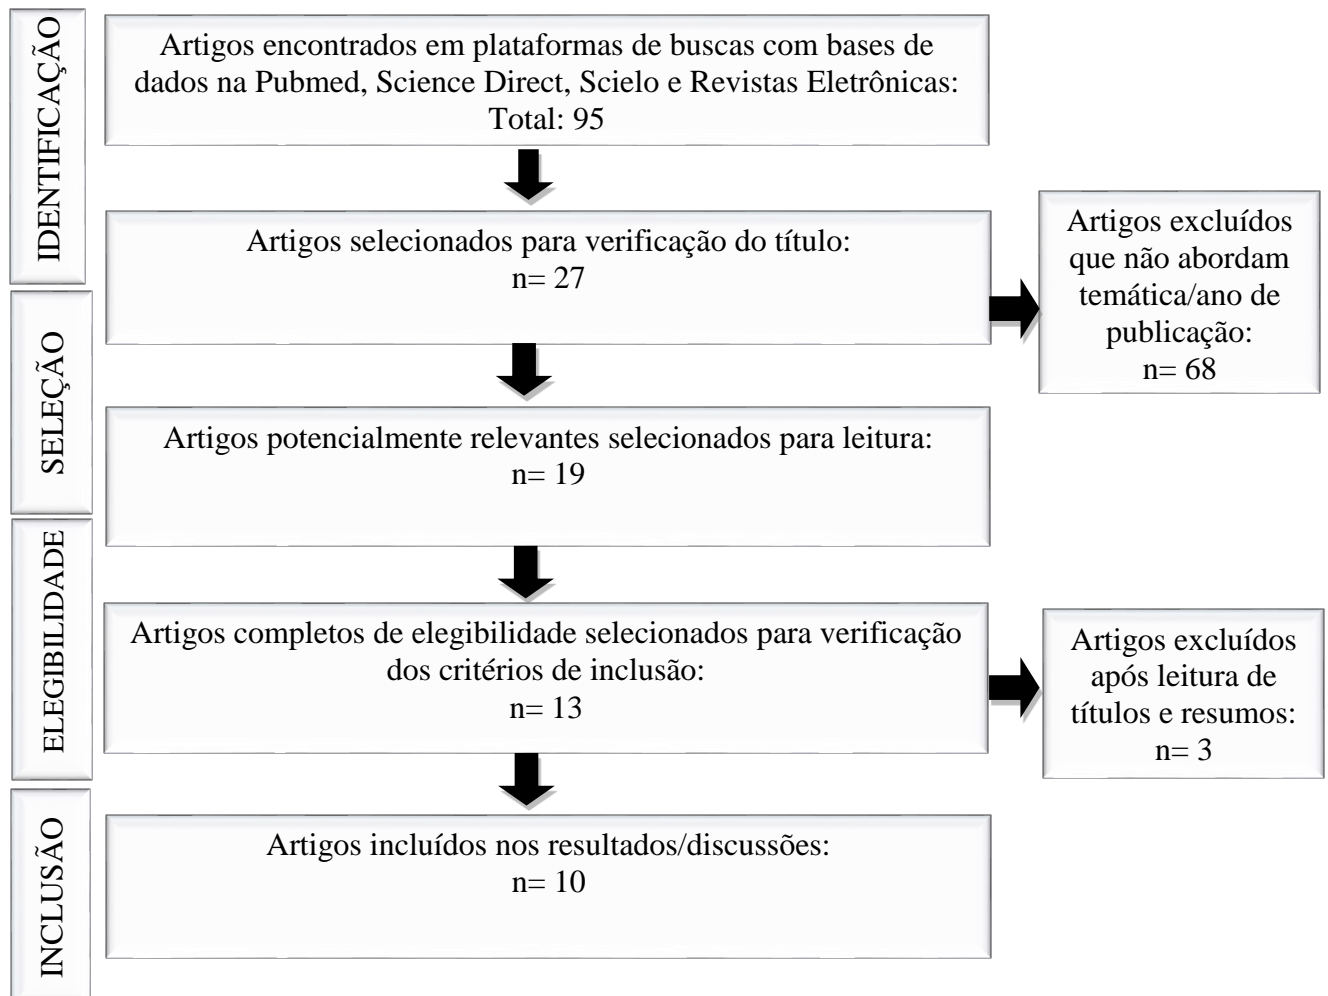 IDENTIFICAÇÃO
Artigos encontrados em plataformas de buscas com bases de
dados na Pubmed, Science Direct, Scielo e Revistas Eletrônicas:
Total: 95
Artigos selecionados para verificação do título:
n= 27
Artigos excluídos
que não abordam
temática/ano de
publicação:
n= 68
SELEÇÃO
Artigos potencialmente relevantes selecionados para leitura:
n= 19
ELEGIBILIDADE
Artigos completos de elegibilidade selecionados para verificação
dos critérios de inclusão:
n= 13
Artigos excluídos
após leitura de
títulos e resumos:
n= 3
INCLUSÃO
Artigos incluídos nos resultados/discussões:
n= 10